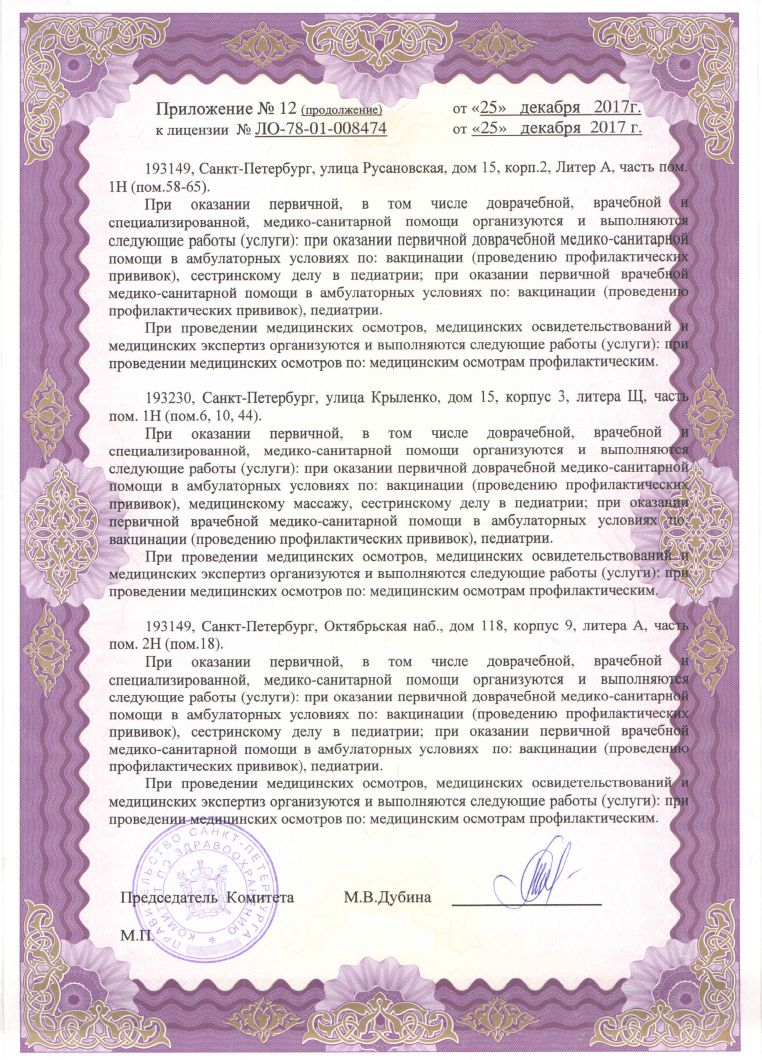 Приложение № 12 (продолжение) от «25» декабря 2017г.
к лицензии № ЛО-78-01-008474 от «25» декабря 2017 г.
193149, Санкт-Петербург, улица Русановская, дом 15, корп.2, Литер А, часть пом.
1Н (пом.58-65).
При оказании первичной, в том числе доврачебной, врачебной и
специализированной, медико-санитарной помощи организуются и выполняются
следующие работы (услуги): при оказании первичной доврачебной медико-санитарной
помощи в амбулаторных условиях по: вакцинации (проведению профилактических
прививок), сестринскому делу в педиатрии; при оказании первичной врачебной
медико-санитарной помощи в амбулаторных условиях по: вакцинации (проведению
профилактических прививок), педиатрии.
При проведении медицинских осмотров, медицинских освидетельствований и
медицинских экспертиз организуются и выполняются следующие работы (услуги): при
проведении медицинских осмотров по: медицинским осмотрам профилактическим.
193230, Санкт-Петербург, улица Крыленко, дом 15, корпус 3, литера Щ, часть
пом. 1Н (пом.6, 10, 44).
При оказании первичной, в том числе доврачебной, врачебной и
специализированной, медико-санитарной помощи организуются и выполняются
следующие работы (услуги): при оказании первичной доврачебной медико-санитарной
помощи в амбулаторных условиях по: вакцинации (проведению профилактических
прививок), медицинскому массажу, сестринскому делу в педиатрии; при оказании
первичной врачебной медико-санитарной помощи в амбулаторных условиях по:
вакцинации (проведению профилактических прививок), педиатрии.
При проведении медицинских осмотров, медицинских освидетельствований и
медицинских экспертиз организуются и выполняются следующие работы (услуги): при
проведении медицинских осмотров по: медицинским осмотрам профилактическим.
193149, Санкт-Петербург, Октябрьская наб., дом 118, корпус 9, литера А, часть
пом. 2Н (пом.18).
При оказании первичной, в том числе доврачебной, врачебной и
специализированной, медико-санитарной помощи организуются и выполняются
следующие работы (услуги): при оказании первичной доврачебной медико-санитарной
помощи в амбулаторных условиях по: вакцинации (проведению профилактических
прививок), сестринскому делу в педиатрии; при оказании первичной врачебной
медико-санитарной помощи в амбулаторных условиях по: вакцинации (проведению
профилактических прививок), педиатрии.
При проведении медицинских осмотров, медицинских освидетельствований и
медицинских экспертиз организуются и выполняются следующие работы (услуги): при
проведении медицинских осмотров по: медицинским осмотрам профилактическим.
ПРАВИТЕЛЬСТВО САНКТ-ПЕТЕРБУРГА
КОМИТЕТ ПО ЗДРАВООХРАНЕНИЮ
Председатель Комитета М.В.Дубина
М.П.